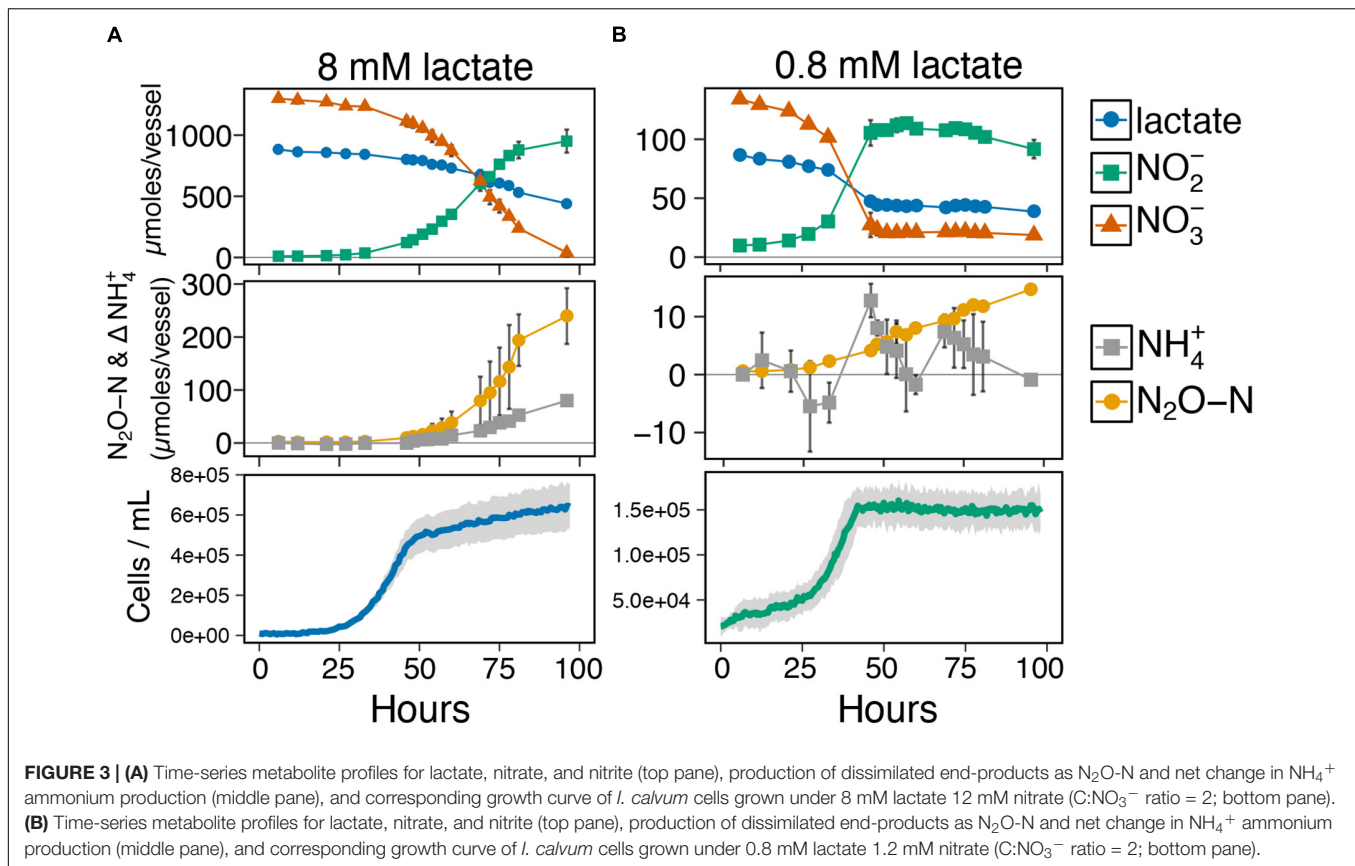 A
B
8 mM lactate
0.8 mM lactate
µmoles/vessel
1000
500
0
100
50
0
lactate
NO₂⁻
NO₃⁻
N₂O–N & Δ NH₄⁺
(µmoles/vessel)
300
200
100
0
10
0
−10
NH₄⁺
N₂O–N
Cells / mL
8e+05
6e+05
4e+05
2e+05
0e+00
1.5e+05
1.0e+05
5.0e+04
0 25 50 75 100
0 25 50 75 100
Hours
Hours
FIGURE 3 | (A) Time-series metabolite profiles for lactate, nitrate, and nitrite (top pane), production of dissimilated end-products as N₂O-N and net change in NH₄⁺
ammonium production (middle pane), and corresponding growth curve of I. calvum cells grown under 8 mM lactate 12 mM nitrate (C:NO₃⁻ ratio = 2; bottom pane).
(B) Time-series metabolite profiles for lactate, nitrate, and nitrite (top pane), production of dissimilated end-products as N₂O-N and net change in NH₄⁺ ammonium
production (middle pane), and corresponding growth curve of I. calvum cells grown under 0.8 mM lactate 1.2 mM nitrate (C:NO₃⁻ ratio = 2; bottom pane).